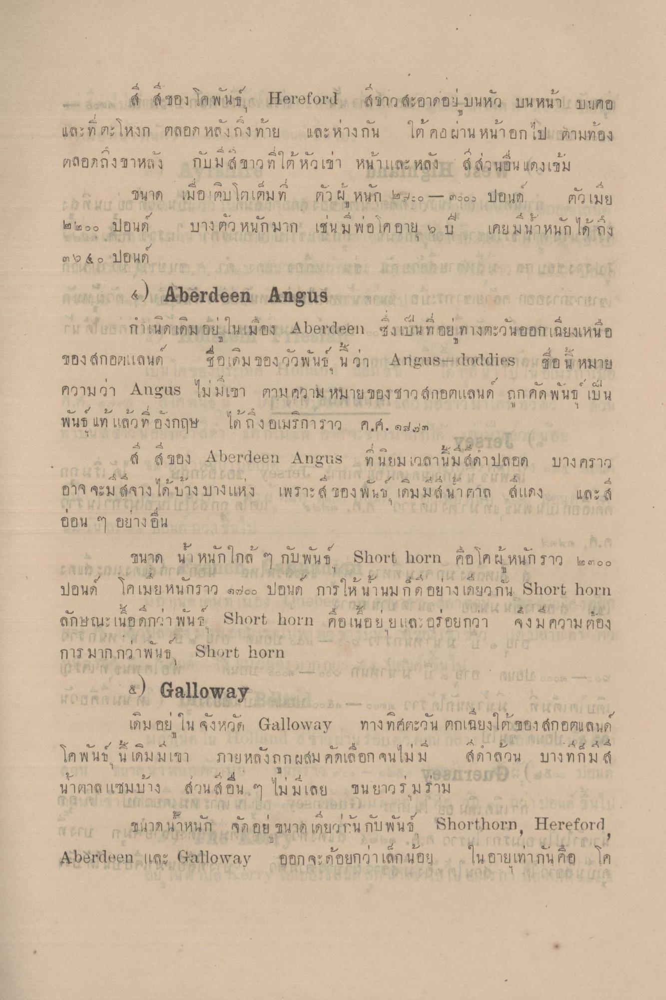 สี สีของโคพันธุ์ Hereford สีขาวสะอาดอยู่บนหัว บนหน้า บนคอ
และที่ตะโหงก ตลอดหลังถึงท้าย และห่างกัน ใต้คอผ่านหน้าอกไป ตามท้อง
ตลอดถึงขาหลัง กับมีสีขาวที่ใต้หัวเข่า หน้าและหลัง สีส่วนอื่นแดงเข้ม
ขนาด เมื่อเติบโตเต็มที่ ตัวผู้หนัก — ๓๐๐๐ ปอนด์ ตัวเมีย
๒๒๐๐ ปอนด์ บางตัวหนักมาก เช่นมีพ่อโคอายุ ๖ ปี เคยมีน้ำหนักได้ถึง
๓๖๔๐ ปอนด์
๔) Aberdeen Angus
กำเนิดเดิมอยู่ในเมือง Aberdeen ซึ่งเป็นที่อยู่ทางตะวันออกเฉียงเหนือ
ของสกอตแลนด์ ชื่อเดิมของวัวพันธุ์นี้ว่า Angus—doddies ชื่อนี้หมาย
ความว่า Angus ไม่มีเขา ตามความหมายของชาวสกอตแลนด์ ถูกคัดพันธุ์เป็น
พันธุ์แท้แล้วที่อังกฤษ ได้ถึงอเมริการาว ค.ศ. ๑๘๗๓
สี สีของ Aberdeen Angus ที่นิยมเวลานี้มีสีดำปลอด บางคราว
อาจจะมีสีจางได้บ้างบางแห่ง เพราะสีของพันธุ์เดิมมีสีน้ำตาล สีแดง และสี
อ่อน ๆ อย่างอื่น
ขนาด น้ำหนักใกล้ ๆ กับพันธุ์ Short horn คือโคผู้หนักราว ๒๓๐๐
ปอนด์ โคเมียหนักราว ๑๗๐๐ ปอนด์ การให้น้ำนมก็ดีอย่างเดียวกัน Short horn
ลักษณะเนื้อดีกว่าพันธุ์ Short horn คือเนื้อยุ่ยและอร่อยกว่า จึงมีความต้อง
การมากกว่าพันธุ์ Short horn
๕) Galloway
เดิมอยู่ในจังหวัด Galloway ทางทิศตะวันตกเฉียงใต้ของสกอตแลนด์
โคพันธุ์นี้เดิมมีเขา ภายหลังถูกผสมคัดเลือกจนไม่มี สีดำล้วน บางทีก็มีสี
น้ำตาลแซมบ้าง ส่วนสีอื่น ๆ ไม่มีเลย ขนยาวรุ่มร่าม
ขนาดน้ำหนัก จัดอยู่ขนาดเดียวกันกับพันธุ์ Shorthorn, Hereford,
Aberdeen และ Galloway ออกจะด้อยกว่าเล็กน้อย ในอายุเท่ากันคือ โค